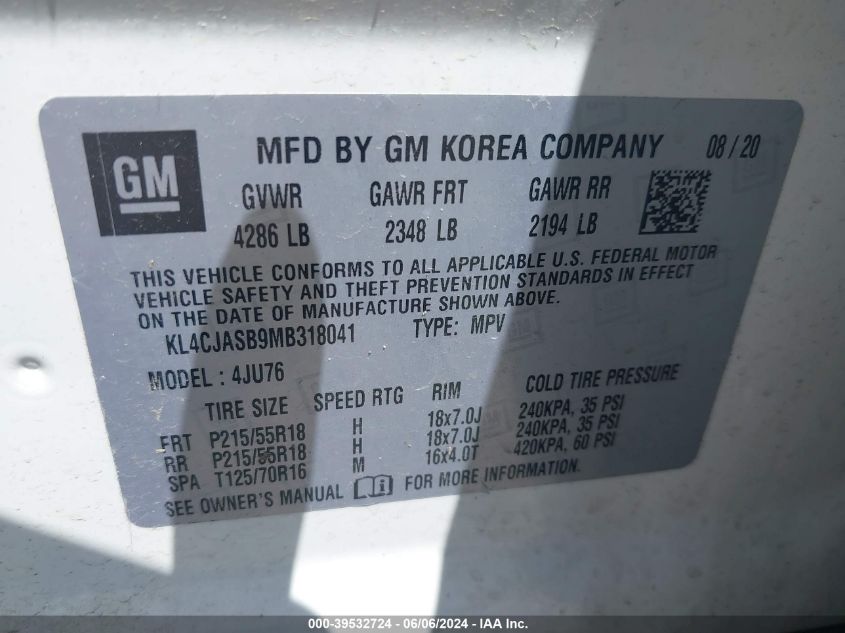 GM
MFD BY GM KOREA COMPANY 08/20
GVWR GAWR FRT GAWR RR
4286 LB 2348 LB 2194 LB
THIS VEHICLE CONFORMS TO ALL APPLICABLE U.S. FEDERAL MOTOR
VEHICLE SAFETY AND THEFT PREVENTION STANDARDS IN EFFECT
ON THE DATE OF MANUFACTURE SHOWN ABOVE.
KL4CJASB9MB318041 TYPE: MPV
MODEL : 4JU76
TIRE SIZE SPEED RTG RIM COLD TIRE PRESSURE
FRT P215/55R18 H 18x7.0J 240KPA, 35 PSI
RR P215/55R18 H 18x7.0J 240KPA, 35 PSI
SPA T125/70R16 M 16x4.0T 420KPA, 60 PSI
SEE OWNER'S MANUAL FOR MORE INFORMATION.
000-39532724 - 06/06/2024 - IAA Inc.